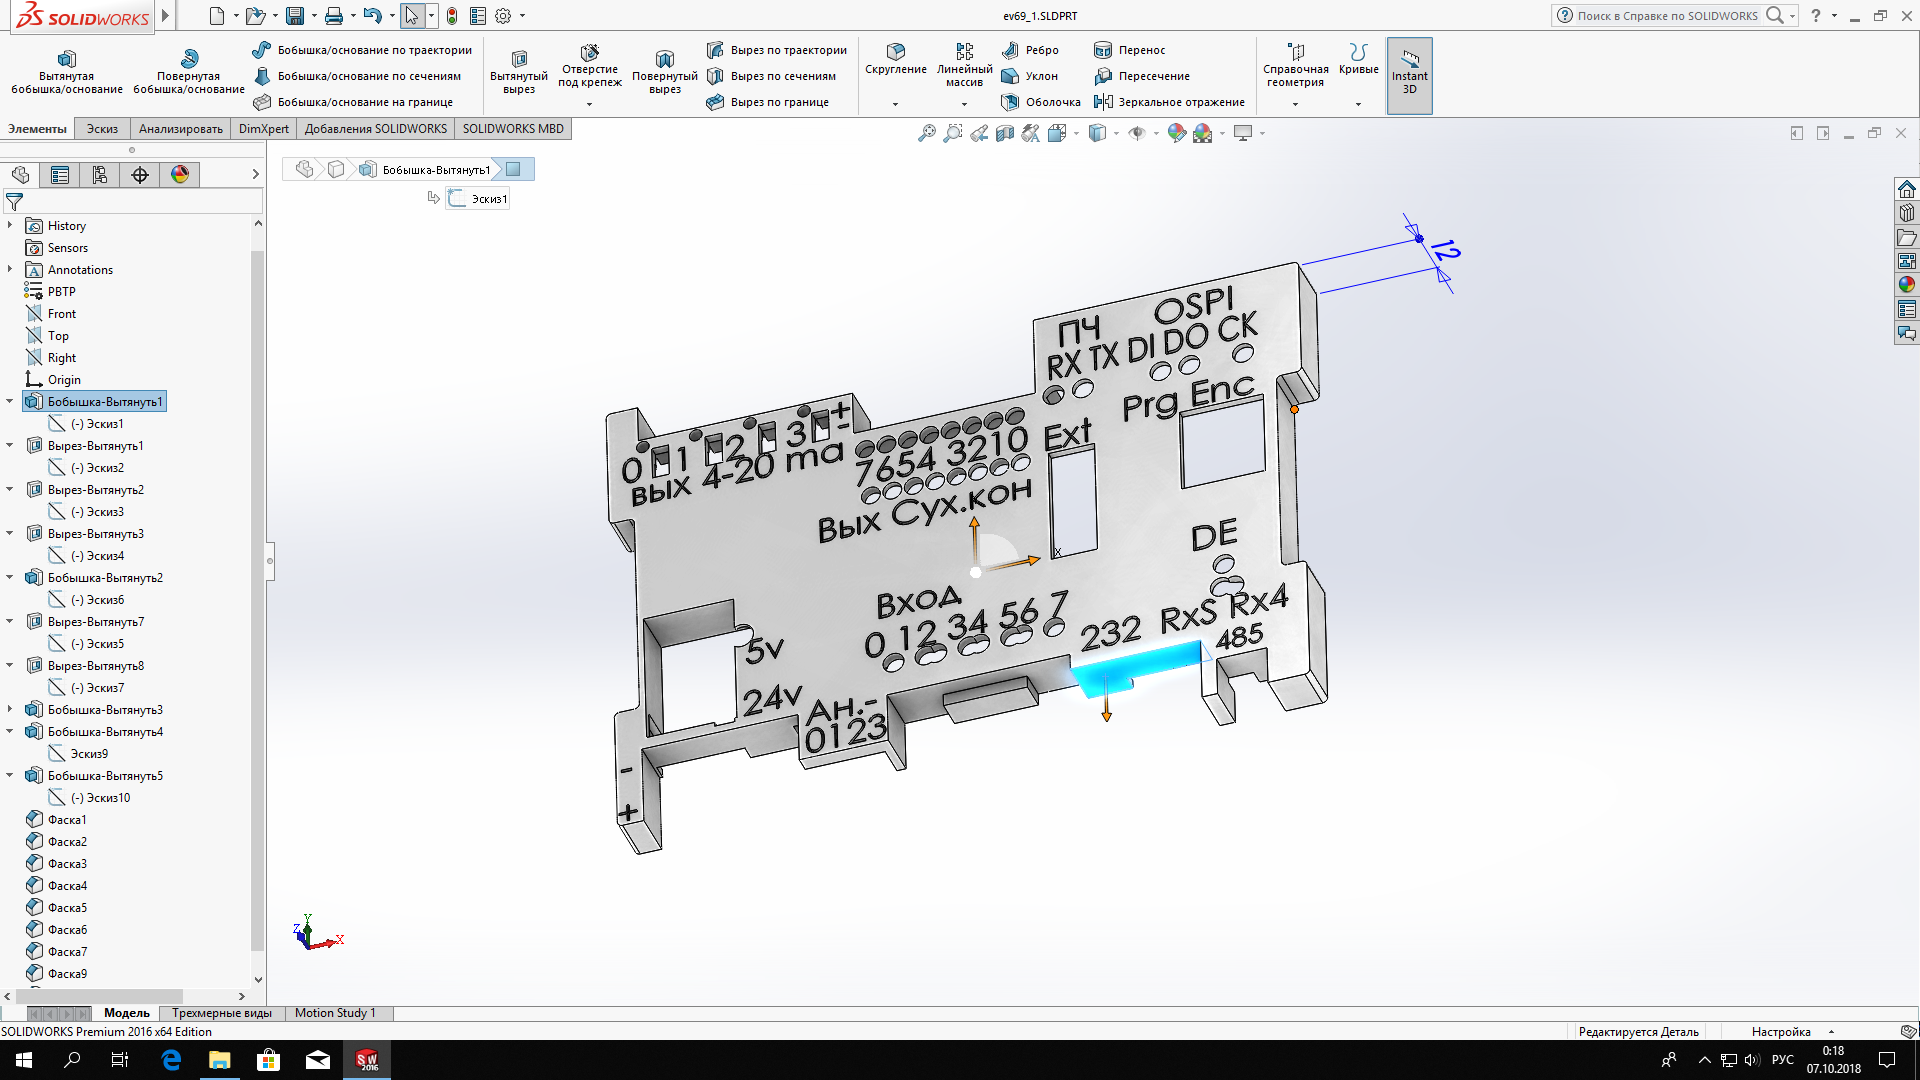 SOLIDWORKS
ev69_1.SLDPRT
Поиск в Справке по SOLIDWORKS
Вытянутая бобышка/основание
Повернутая бобышка/основание
Бобышка/основание по траектории
Бобышка/основание по сечениям
Бобышка/основание на границе
Вытянутый вырез
Отверстие под крепеж
Повернутый вырез
Вырез по траектории
Вырез по сечениям
Вырез по границе
Скругление
Линейный массив
Ребро
Уклон
Оболочка
Перенос
Пересечение
Зеркальное отражение
Справочная геометрия
Кривые
Instant 3D
Элементы
Эскиз
Анализировать
DimXpert
Добавления SOLIDWORKS
SOLIDWORKS MBD
Бобышка-Вытянуть1
Эскиз1
History
Sensors
Annotations
РВТР
Front
Top
Right
Origin
Бобышка-Вытянуть1
(-) Эскиз1
Вырез-Вытянуть1
(-) Эскиз2
Вырез-Вытянуть2
(-) Эскиз3
Вырез-Вытянуть3
(-) Эскиз4
Бобышка-Вытянуть2
(-) Эскиз6
Вырез-Вытянуть7
(-) Эскиз5
Вырез-Вытянуть8
(-) Эскиз7
Бобышка-Вытянуть3
Бобышка-Вытянуть4
Эскиз9
Бобышка-Вытянуть5
(-) Эскиз10
Фаска1
Фаска2
Фаска3
Фаска4
Фаска5
Фаска6
Фаска7
Фаска9
12
ПЧ OSPI
RX TX DI DO CK
Prg Enc
Ext
0 1 2 3 + -
вых 4-20 ma
7654 3210
Вых Сух.кон
DE
Вход
0 12 34 56 7
232 RxS Rx4
485
5v
24v
АН.-
0123
-
+
X
Y
Z
X
Модель
Трехмерные виды
Motion Study 1
SOLIDWORKS Premium 2016 x64 Edition
Редактируется Деталь
Настройка
SW 2016
РУС
0:18
07.10.2018